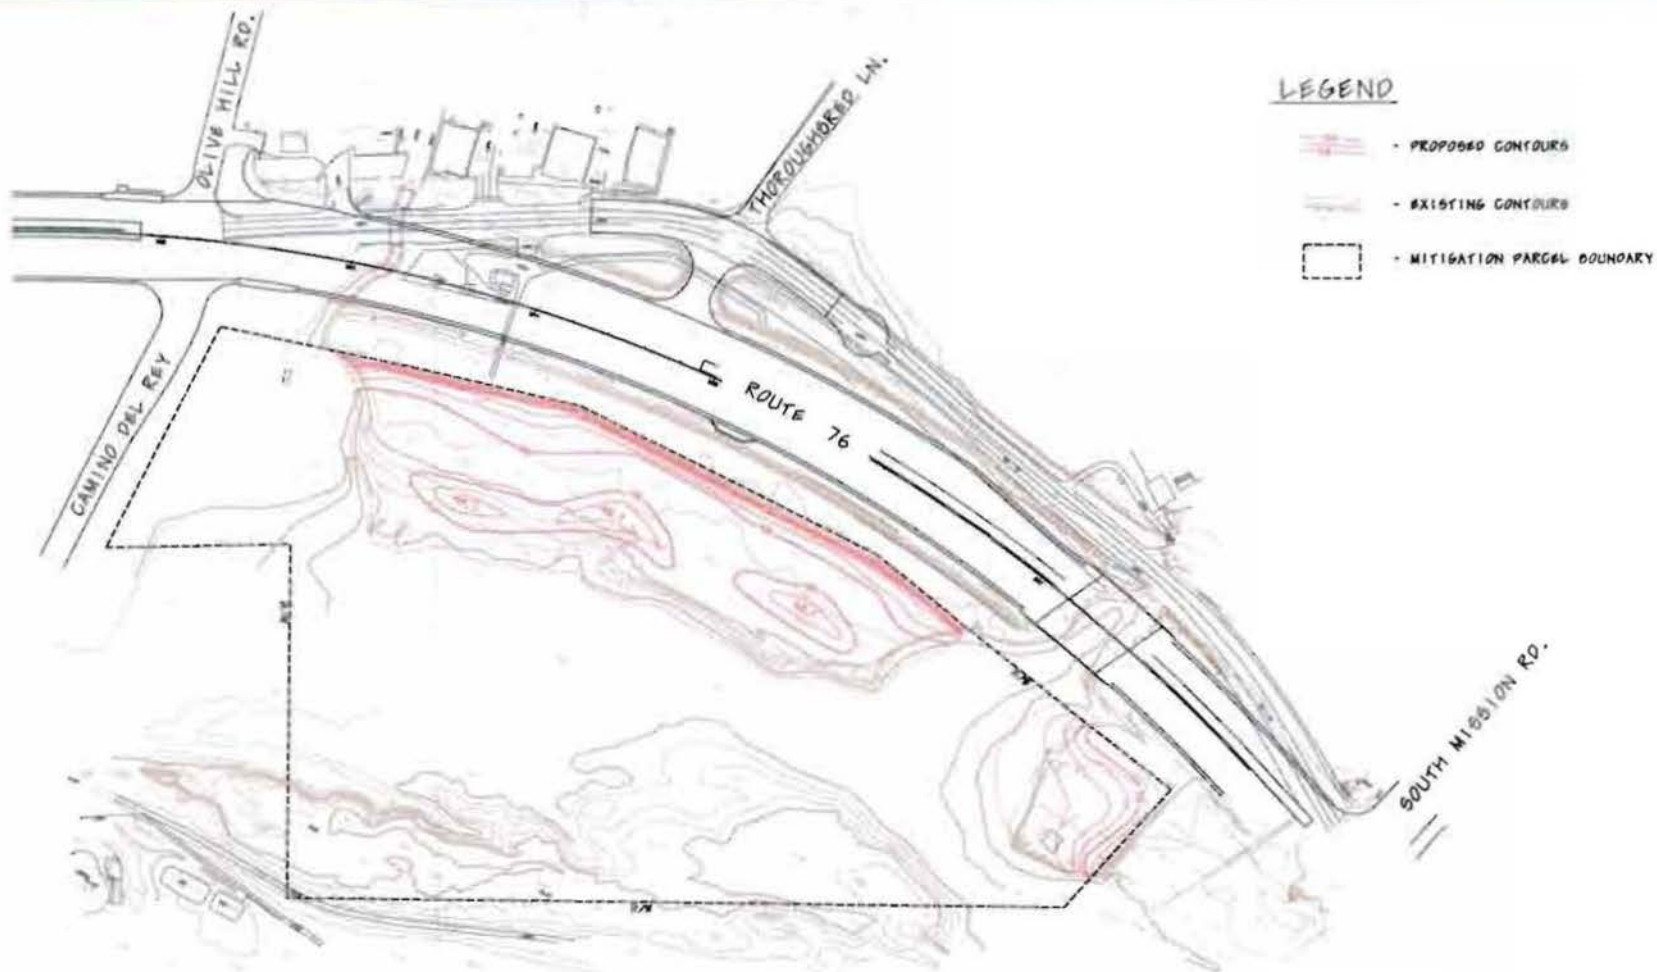 OLIVE HILL RD.
THOROUGHBRED LN.
LEGEND
- PROPOSED CONTOURS
- EXISTING CONTOURS
- MITIGATION PARCEL BOUNDARY
CAMINO DEL REY
ROUTE 76
SOUTH MISSION RD.